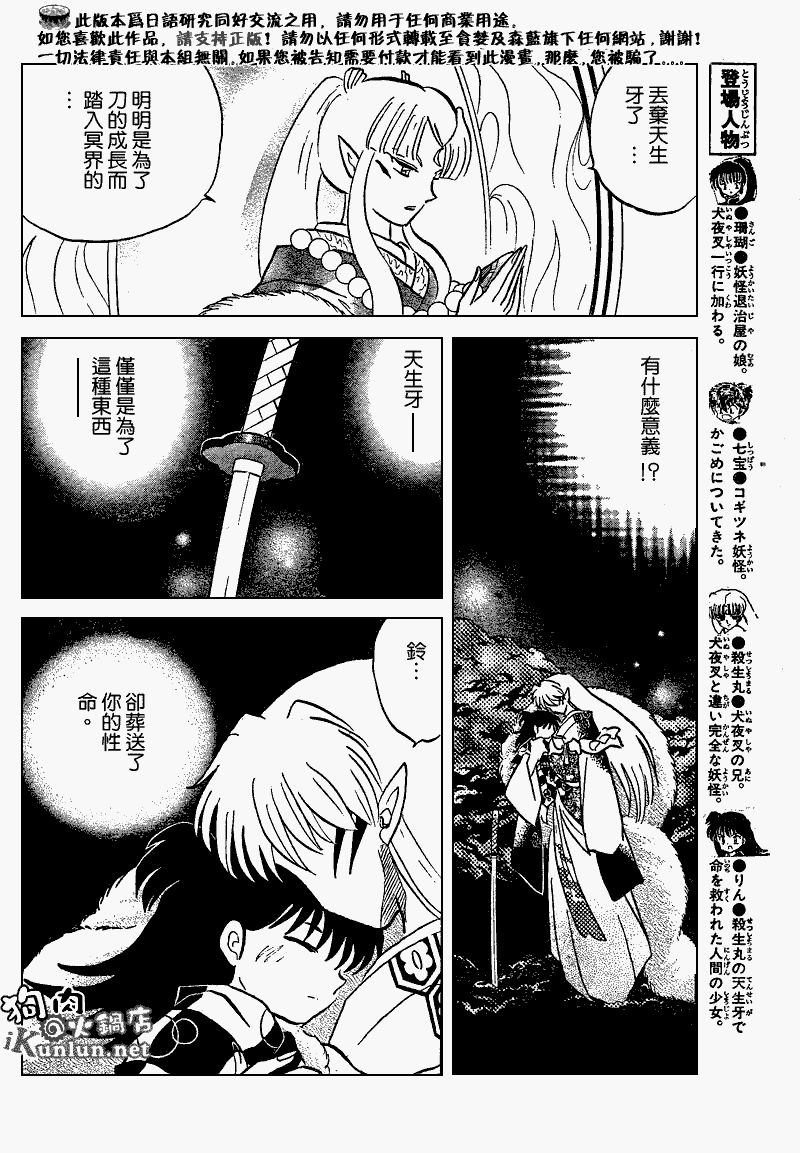 此版本爲日語研究同好交流之用，請勿用于任何商業用途。
如您喜歡此作品，請支持正版！請勿以任何形式轉載至食夢及森藍旗下任何網站，謝謝！
一切法律責任與本組無關，如果您被告知需要付款才能看到此漫畫，那麼，您被騙了....
登場人物
とうじょうじんぶつ
●珊瑚●妖怪退治屋の娘。
犬夜叉一行に加わる。
●七宝●コギツネ妖怪。
かごめについてきた。
●殺生丸●犬夜叉の兄。
犬夜叉と違い完全な妖怪。
●りん●殺生丸の天生牙で
命を救われた人間の少女。
丟棄天生
牙了…
明明是為了
刀的成長而
踏入冥界的
…
有什麼意義!?
天生牙——
僅僅是為了
這種東西
——
鈴…
卻葬送了
你的性
命。
狗肉
火鍋店
iKunlun.net